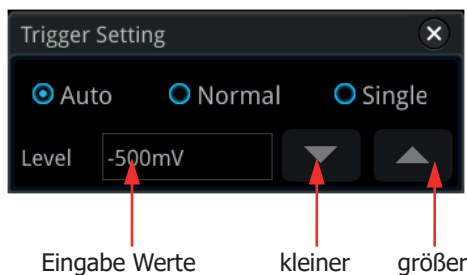 Trigger Setting
Auto Normal Single
Level -500mV
Eingabe Werte kleiner größer